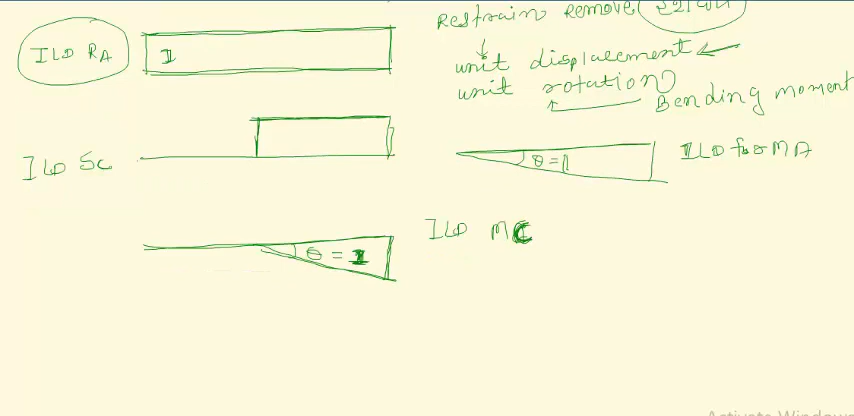 Restrain Remove
ILD RA
1
unit displacement
unit rotation
Bending moment
ILD Sc
θ = 1
ILD for MA
ILD MC
θ = 1